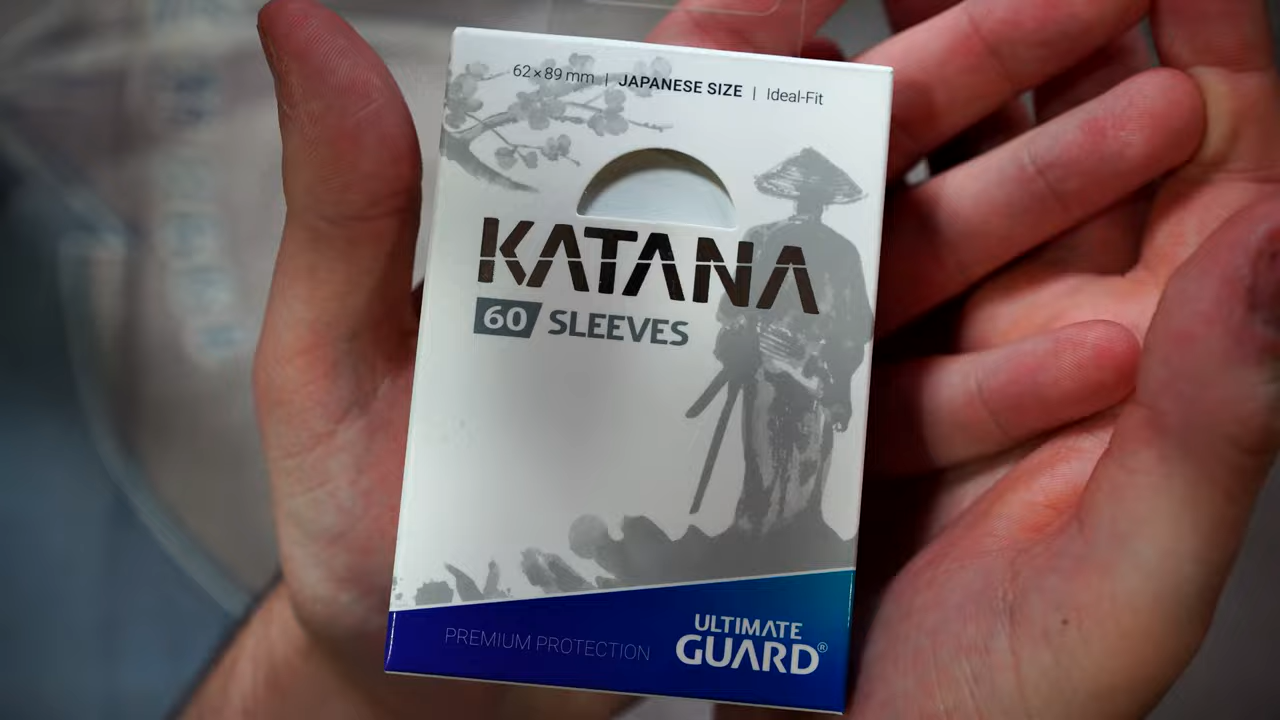 62 × 89 mm | JAPANESE SIZE | Ideal-Fit
KATANA
60 SLEEVES
PREMIUM PROTECTION
ULTIMATE
GUARD®